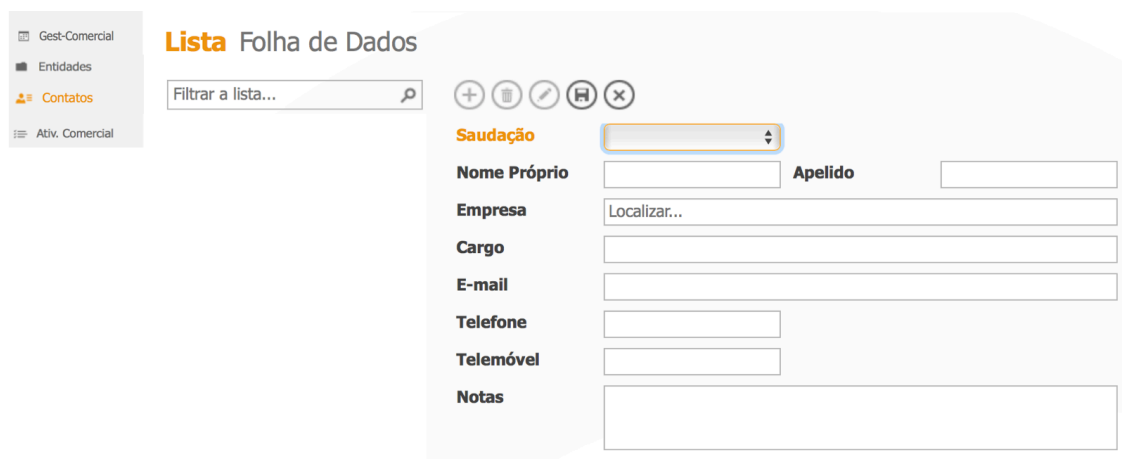 Gest-Comercial
Entidades
Contatos
Ativ. Comercial
Lista Folha de Dados
Filtrar a lista...
Saudação
Nome Próprio Apelido
Empresa Localizar...
Cargo
E-mail
Telefone
Telemóvel
Notas